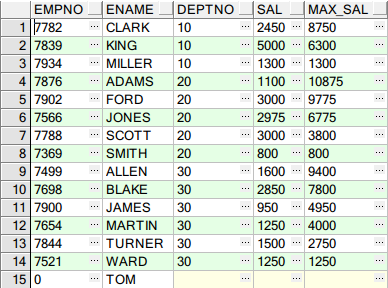 EMPNO ENAME DEPTNO SAL MAX_SAL
1 7782 CLARK 10 2450 8750
2 7839 KING 10 5000 6300
3 7934 MILLER 10 1300 1300
4 7876 ADAMS 20 1100 10875
5 7902 FORD 20 3000 9775
6 7566 JONES 20 2975 6775
7 7788 SCOTT 20 3000 3800
8 7369 SMITH 20 800 800
9 7499 ALLEN 30 1600 9400
10 7698 BLAKE 30 2850 7800
11 7900 JAMES 30 950 4950
12 7654 MARTIN 30 1250 4000
13 7844 TURNER 30 1500 2750
14 7521 WARD 30 1250 1250
15 0 TOM